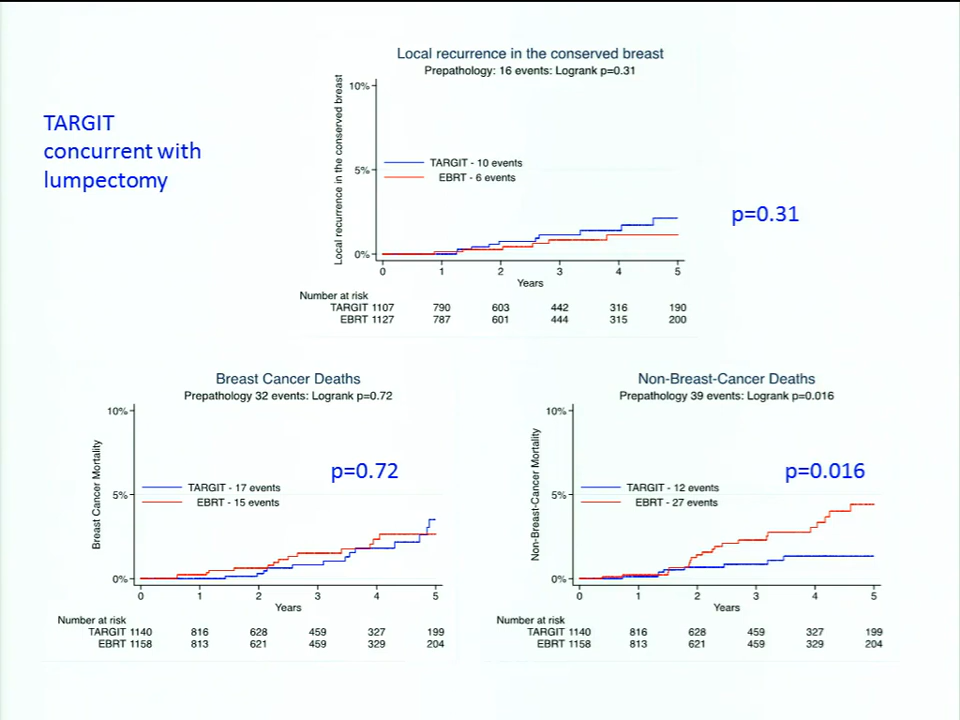 TARGIT
concurrent with
lumpectomy
Local recurrence in the conserved breast
Prepathology: 16 events: Logrank p=0.31
Local recurrence in the conserved breast
10%
5%
0%
TARGIT - 10 events
EBRT - 6 events
p=0.31
0 1 2 3 4 5
Years
Number at risk
TARGIT 1107 790 603 442 316 190
EBRT 1127 787 601 444 315 200
Breast Cancer Deaths
Prepathology 32 events: Logrank p=0.72
Breast Cancer Mortality
10%
5%
0%
p=0.72
TARGIT - 17 events
EBRT - 15 events
0 1 2 3 4 5
Years
Number at risk
TARGIT 1140 816 628 459 327 199
EBRT 1158 813 621 459 329 204
Non-Breast-Cancer Deaths
Prepathology 39 events: Logrank p=0.016
Non-Breast-Cancer Mortality
10%
5%
0%
p=0.016
TARGIT - 12 events
EBRT - 27 events
0 1 2 3 4 5
Years
Number at risk
TARGIT 1140 816 628 459 327 199
EBRT 1158 813 621 459 329 204